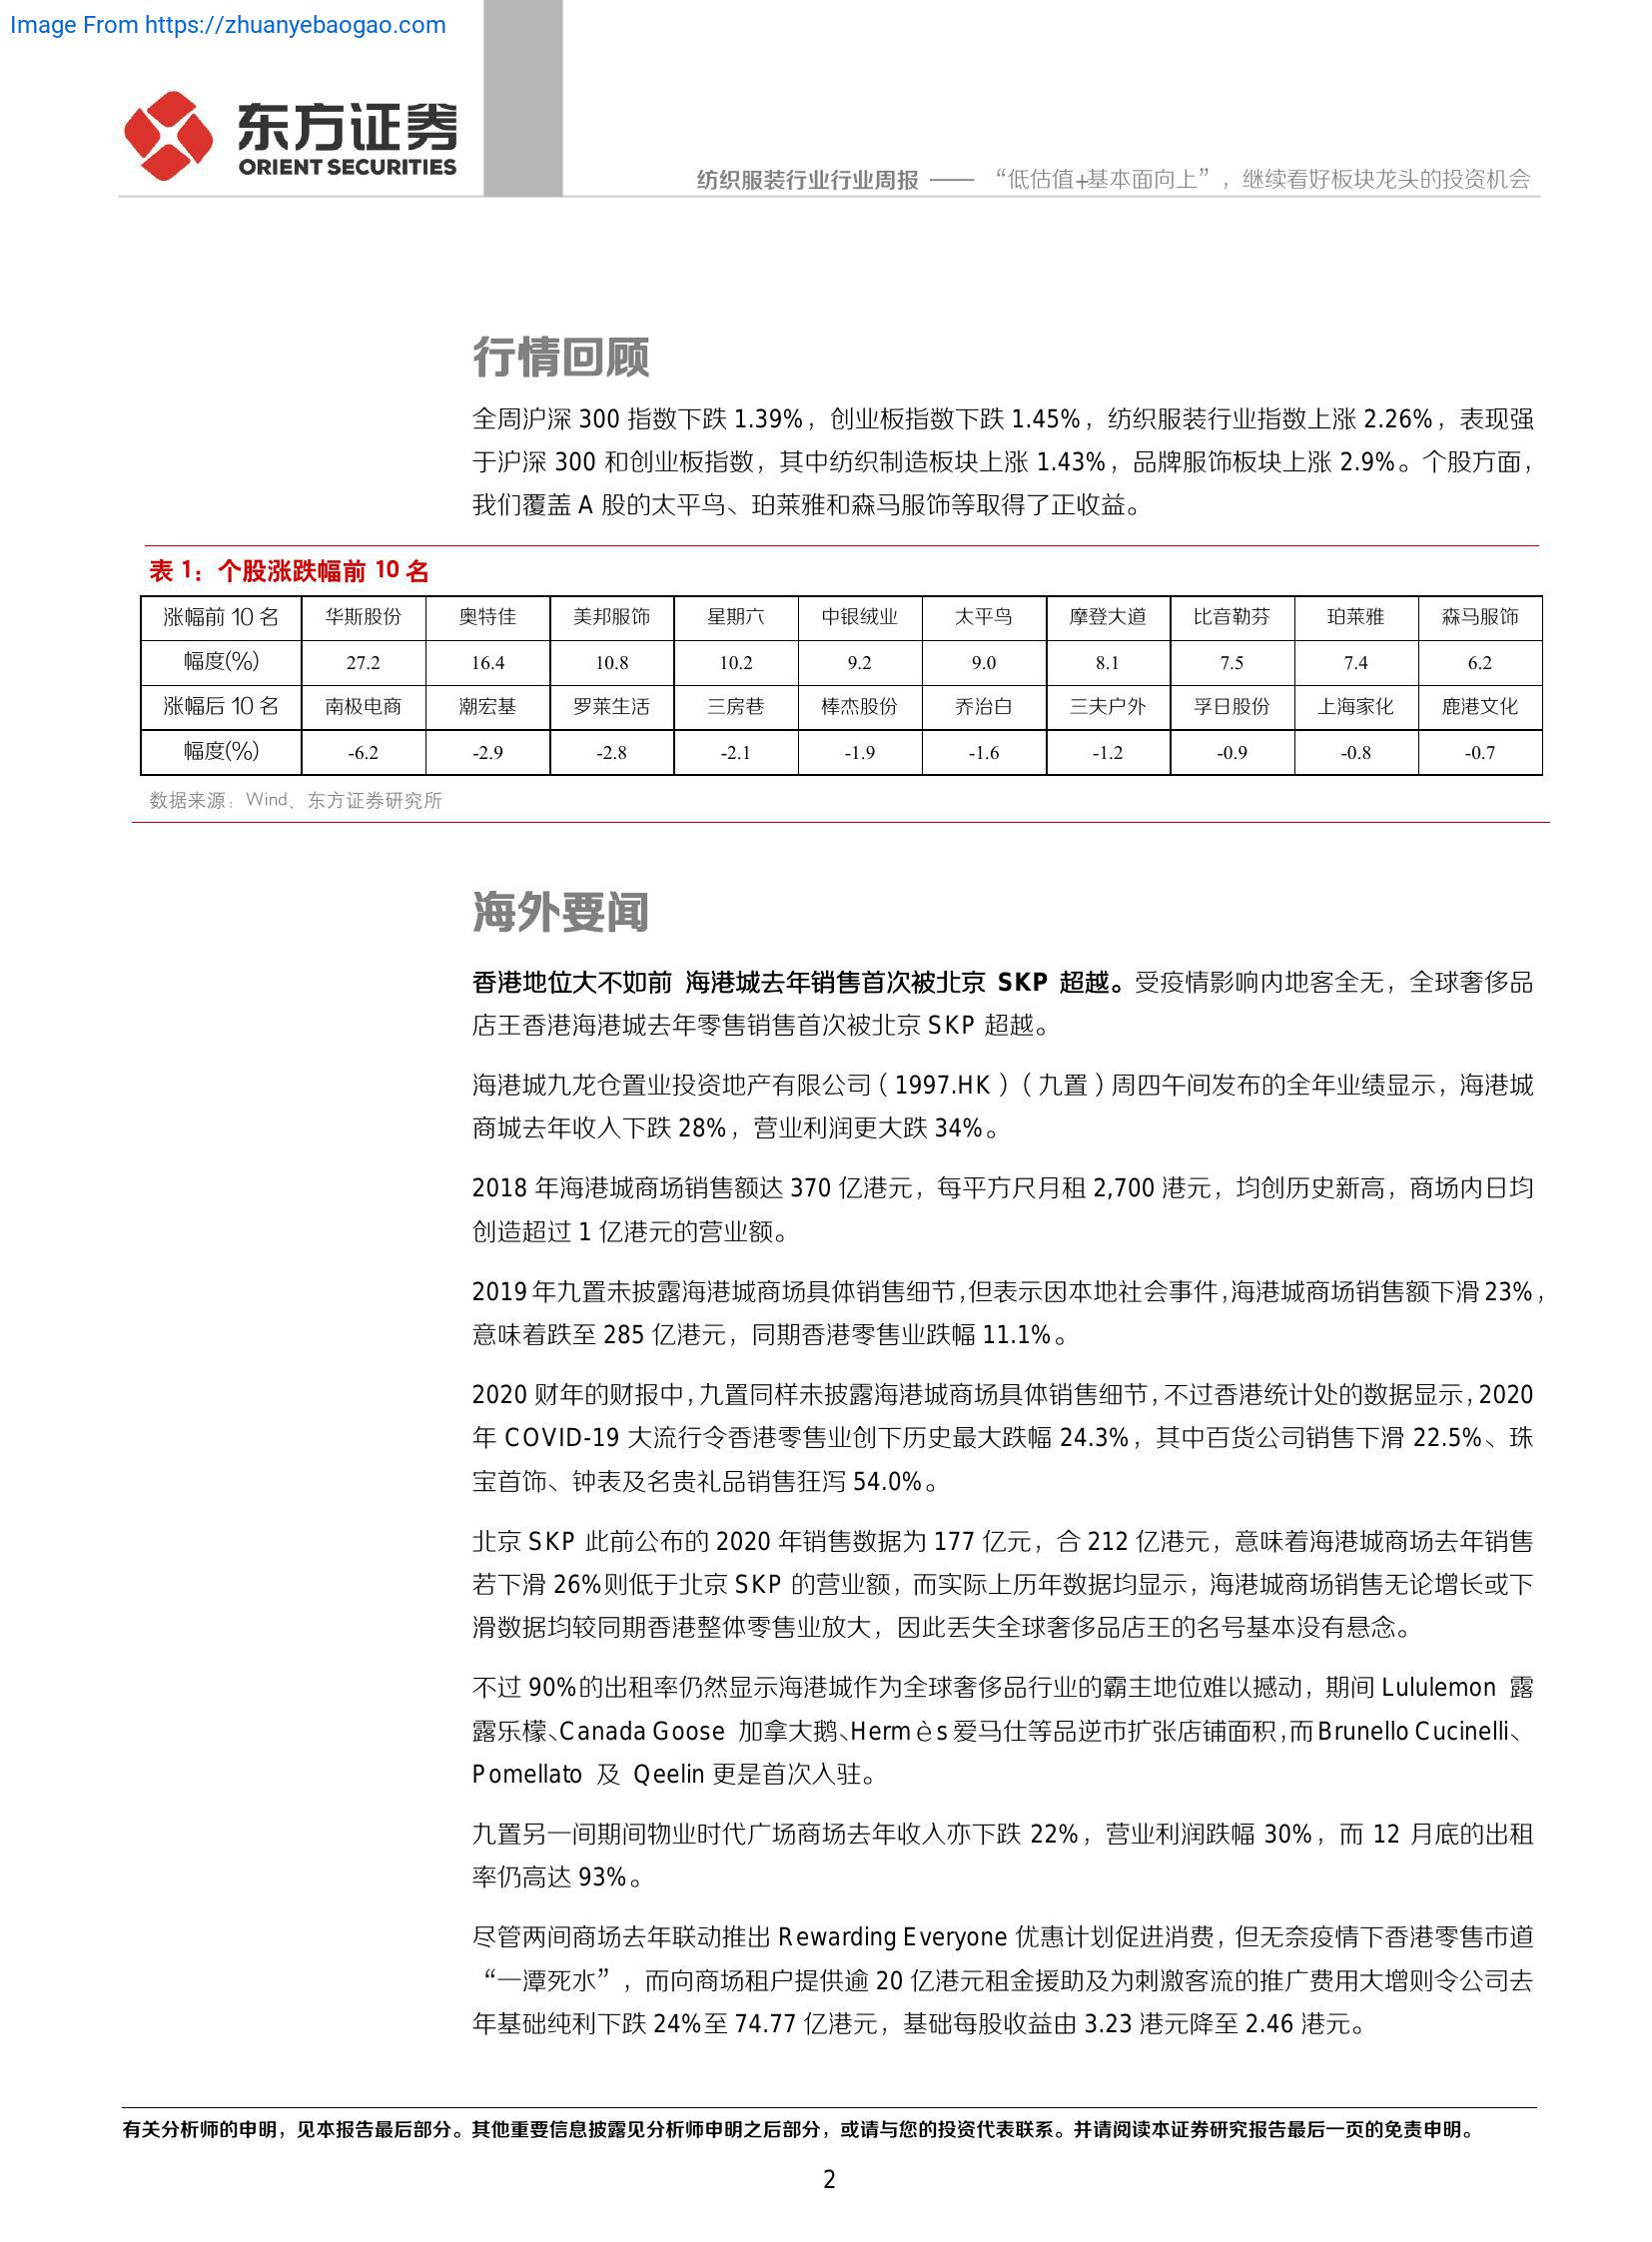 Image From https://zhuanyebaogao.com
东方证券
ORIENT SECURITIES
纺织服装行业行业周报 —— “低估值+基本面向上”，继续看好板块龙头的投资机会
行情回顾
全周沪深 300 指数下跌 1.39%，创业板指数下跌 1.45%，纺织服装行业指数上涨 2.26%，表现强
于沪深 300 和创业板指数，其中纺织制造板块上涨 1.43%，品牌服饰板块上涨 2.9%。个股方面，
我们覆盖 A 股的太平鸟、珀莱雅和森马服饰等取得了正收益。
表 1：个股涨跌幅前 10 名
涨幅前 10 名 华斯股份 奥特佳 美邦服饰 星期六 中银绒业 太平鸟 摩登大道 比音勒芬 珀莱雅 森马服饰
幅度(%) 27.2 16.4 10.8 10.2 9.2 9.0 8.1 7.5 7.4 6.2
涨幅后 10 名 南极电商 潮宏基 罗莱生活 三房巷 棒杰股份 乔治白 三夫户外 孚日股份 上海家化 鹿港文化
幅度(%) -6.2 -2.9 -2.8 -2.1 -1.9 -1.6 -1.2 -0.9 -0.8 -0.7
数据来源：Wind、东方证券研究所
海外要闻
香港地位大不如前 海港城去年销售首次被北京 SKP 超越。受疫情影响内地客全无，全球奢侈品
店王香港海港城去年零售销售首次被北京 SKP 超越。
海港城九龙仓置业投资地产有限公司（1997.HK）（九置）周四午间发布的全年业绩显示，海港城
商城去年收入下跌 28%，营业利润更大跌 34%。
2018 年海港城商场销售额达 370 亿港元，每平方尺月租 2,700 港元，均创历史新高，商场内日均
创造超过 1 亿港元的营业额。
2019 年九置未披露海港城商场具体销售细节，但表示因本地社会事件，海港城商场销售额下滑 23%，
意味着跌至 285 亿港元，同期香港零售业跌幅 11.1%。
2020 财年的财报中，九置同样未披露海港城商场具体销售细节，不过香港统计处的数据显示，2020
年 COVID-19 大流行令香港零售业创下历史最大跌幅 24.3%，其中百货公司销售下滑 22.5%、珠
宝首饰、钟表及名贵礼品销售狂泻 54.0%。
北京 SKP 此前公布的 2020 年销售数据为 177 亿元，合 212 亿港元，意味着海港城商场去年销售
若下滑 26%则低于北京 SKP 的营业额，而实际上历年数据均显示，海港城商场销售无论增长或下
滑数据均较同期香港整体零售业放大，因此丢失全球奢侈品店王的名号基本没有悬念。
不过 90%的出租率仍然显示海港城作为全球奢侈品行业的霸主地位难以撼动，期间 Lululemon 露
露乐檬、Canada Goose 加拿大鹅、Hermès 爱马仕等品逆市扩张店铺面积，而 Brunello Cucinelli、
Pomellato 及 Qeelin 更是首次入驻。
九置另一间期间物业时代广场商场去年收入亦下跌 22%，营业利润跌幅 30%，而 12 月底的出租
率仍高达 93%。
尽管两间商场去年联动推出 Rewarding Everyone 优惠计划促进消费，但无奈疫情下香港零售市道
“一潭死水”，而向商场租户提供逾 20 亿港元租金援助及为刺激客流的推广费用大增则令公司去
年基础纯利下跌 24%至 74.77 亿港元，基础每股收益由 3.23 港元降至 2.46 港元。
有关分析师的申明，见本报告最后部分。其他重要信息披露见分析师申明之后部分，或请与您的投资代表联系。并请阅读本证券研究报告最后一页的免责申明。
2